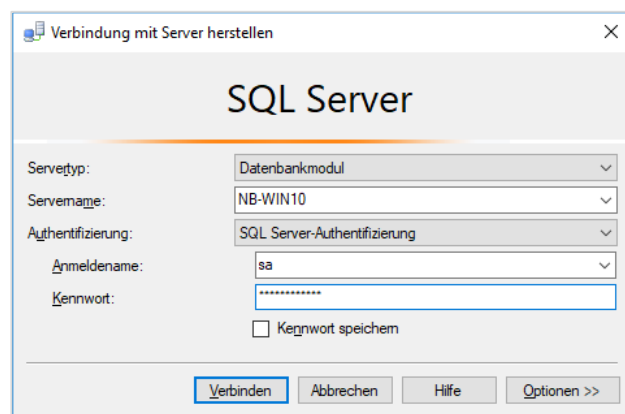 Verbindung mit Server herstellen
SQL Server
Servertyp: Datenbankmodul
Servername: NB-WIN10
Authentifizierung: SQL Server-Authentifizierung
Anmeldename: sa
Kennwort: ************
Kennwort speichern
Verbinden Abbrechen Hilfe Optionen >>